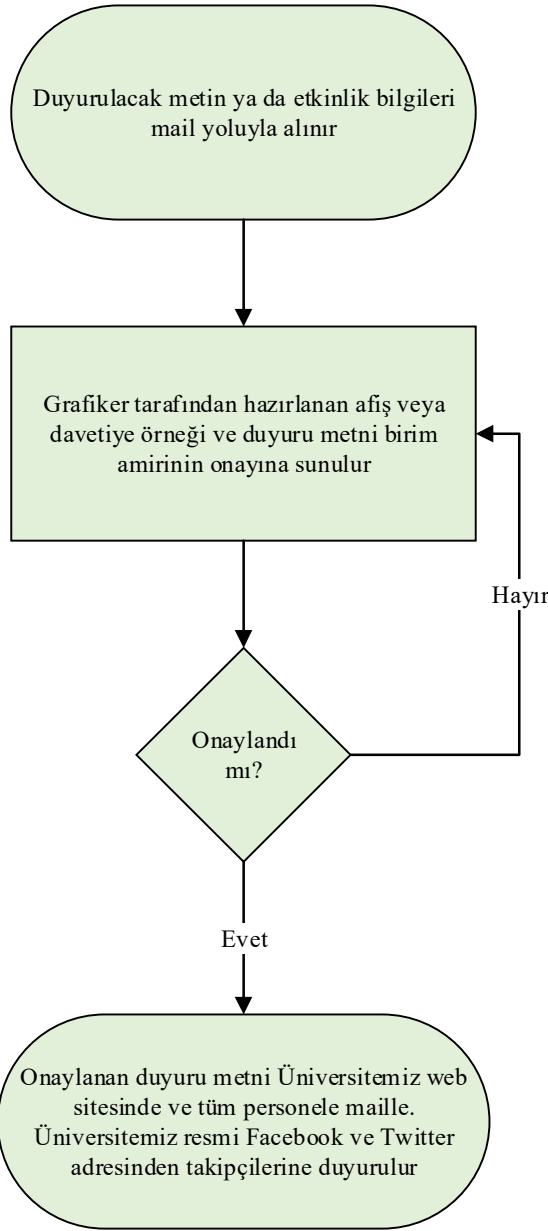 Duyurulacak metin ya da etkinlik bilgileri
mail yoluyla alınır
Grafiker tarafından hazırlanan afiş veya
davetiye örneği ve duyuru metni birim
amirinin onayına sunulur
Hayır
Onaylandı
mı?
Evet
Onaylanan duyuru metni Üniversitemiz web
sitesinde ve tüm personele maille.
Üniversitemiz resmi Facebook ve Twitter
adresinden takipçilerine duyurulur